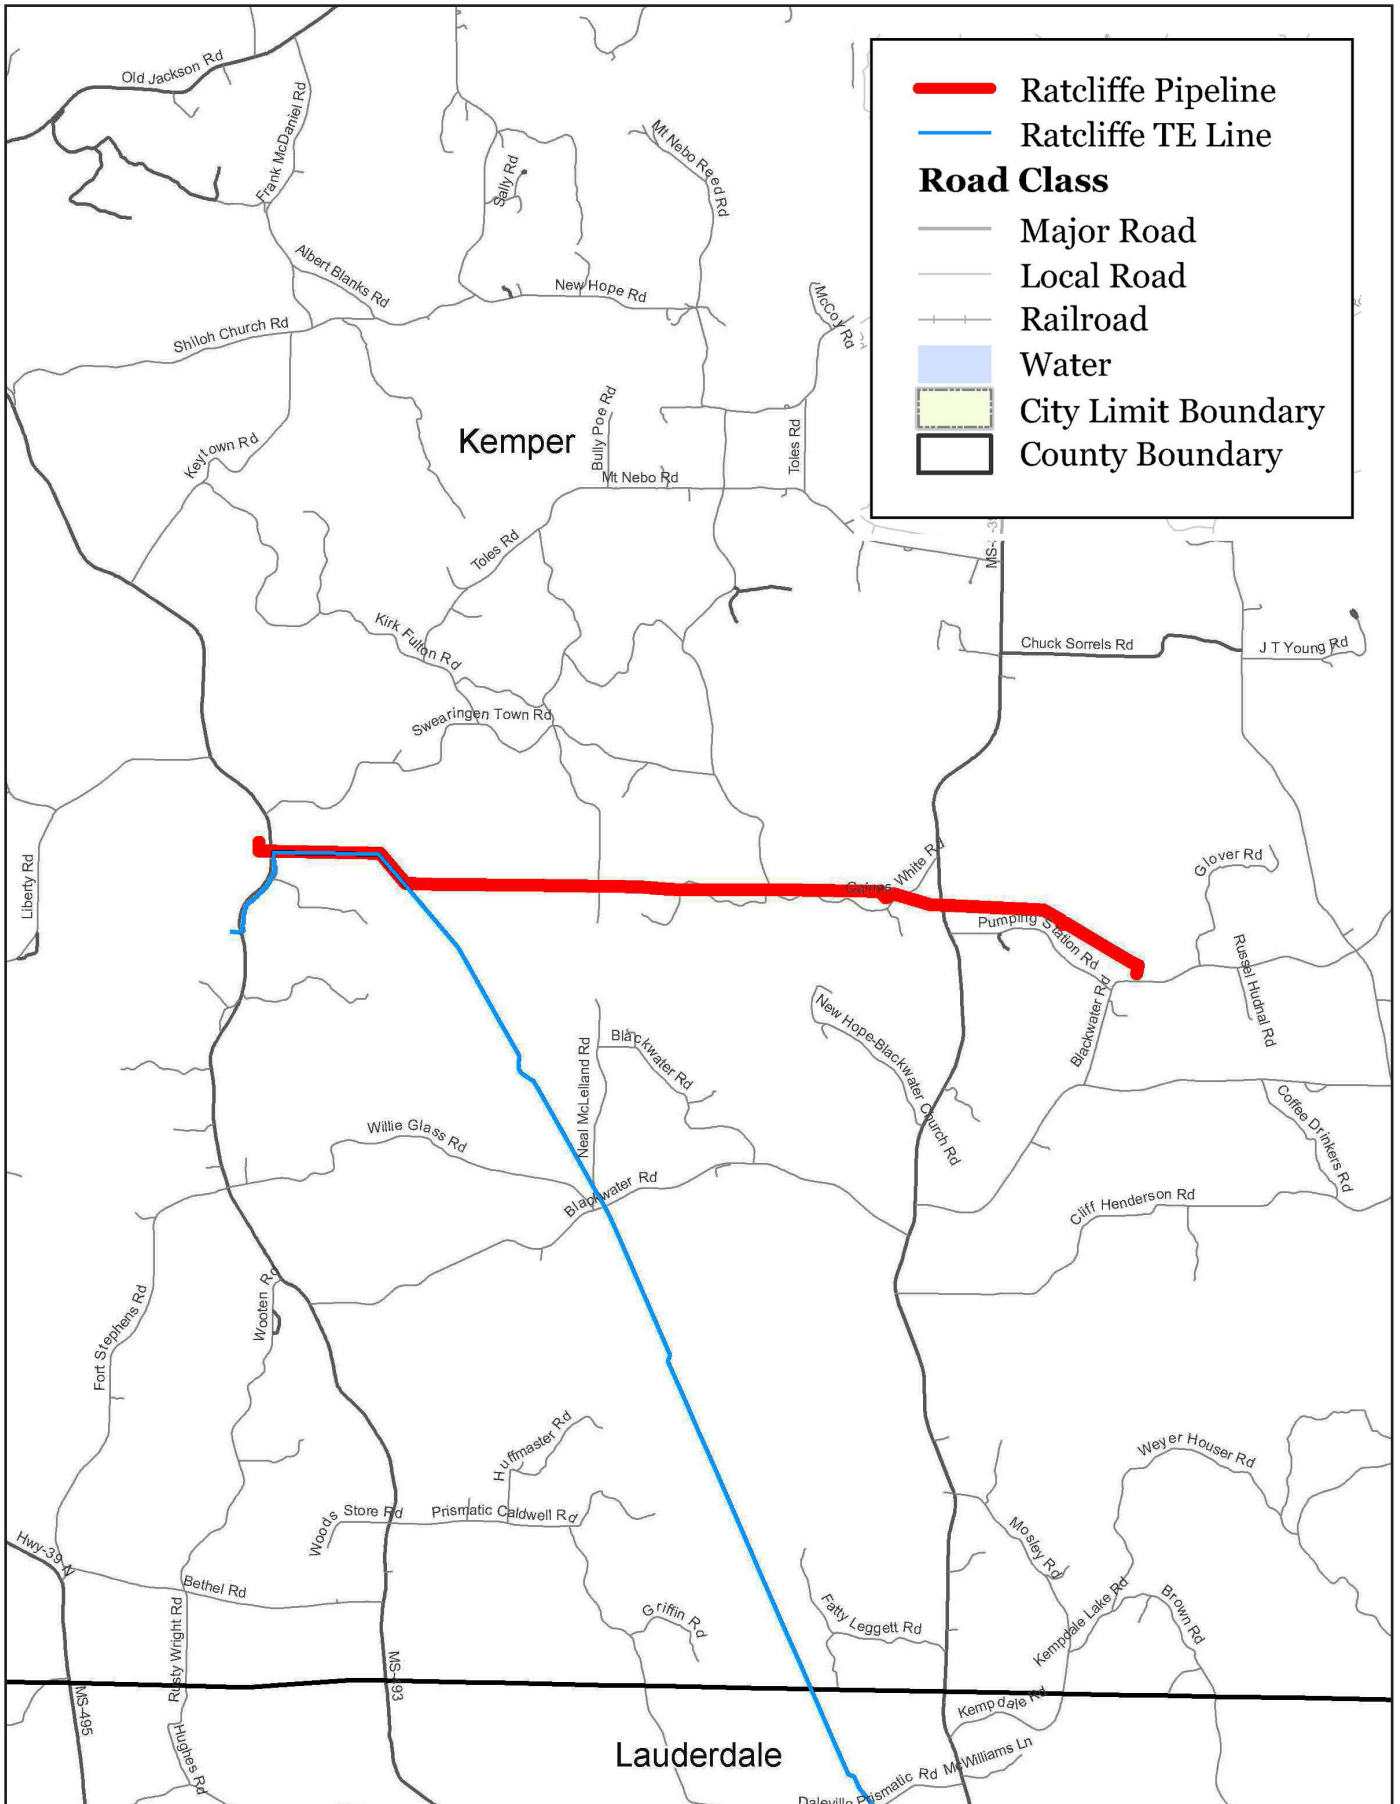 Old Jackson Rd
Frank McDaniel Rd
Sally Rd
Mt Nebo Reed Rd
Ratcliffe Pipeline
Ratcliffe TE Line
Road Class
Major Road
Local Road
Railroad
Water
City Limit Boundary
County Boundary
Albert Blanks Rd
New Hope Rd
McCoy Rd
Shiloh Church Rd
Keytown Rd
Kemper
Bully Poe Rd
Toles Rd
Mt Nebo Rd
Toles Rd
Kirk Fulton Rd
Chuck Sorrels Rd
J T Young Rd
Swearingen Town Rd
Liberty Rd
Gaines White Rd
Glover Rd
Pumping Station Rd
Russel Hudnal Rd
Blackwater Rd
New Hope-Blackwater Church Rd
Neal McLelland Rd
Blackwater Rd
Willie Glass Rd
Coffee Drinkers Rd
Blackwater Rd
Cliff Henderson Rd
Fort Stephens Rd
Wooten Rd
Huffmaster Rd
Weyer Houser Rd
Woods Store Rd
Prismatic Caldwell Rd
Hwy-39 N
Mosley Rd
Bethel Rd
Rusty Wright Rd
Griffin Rd
Fatty Leggett Rd
Kempdale Lake Rd
Brown Rd
MS-495
MS-493
Kempdale Rd
Hughes Rd
Lauderdale
McWilliams Ln
Daleville Prismatic Rd